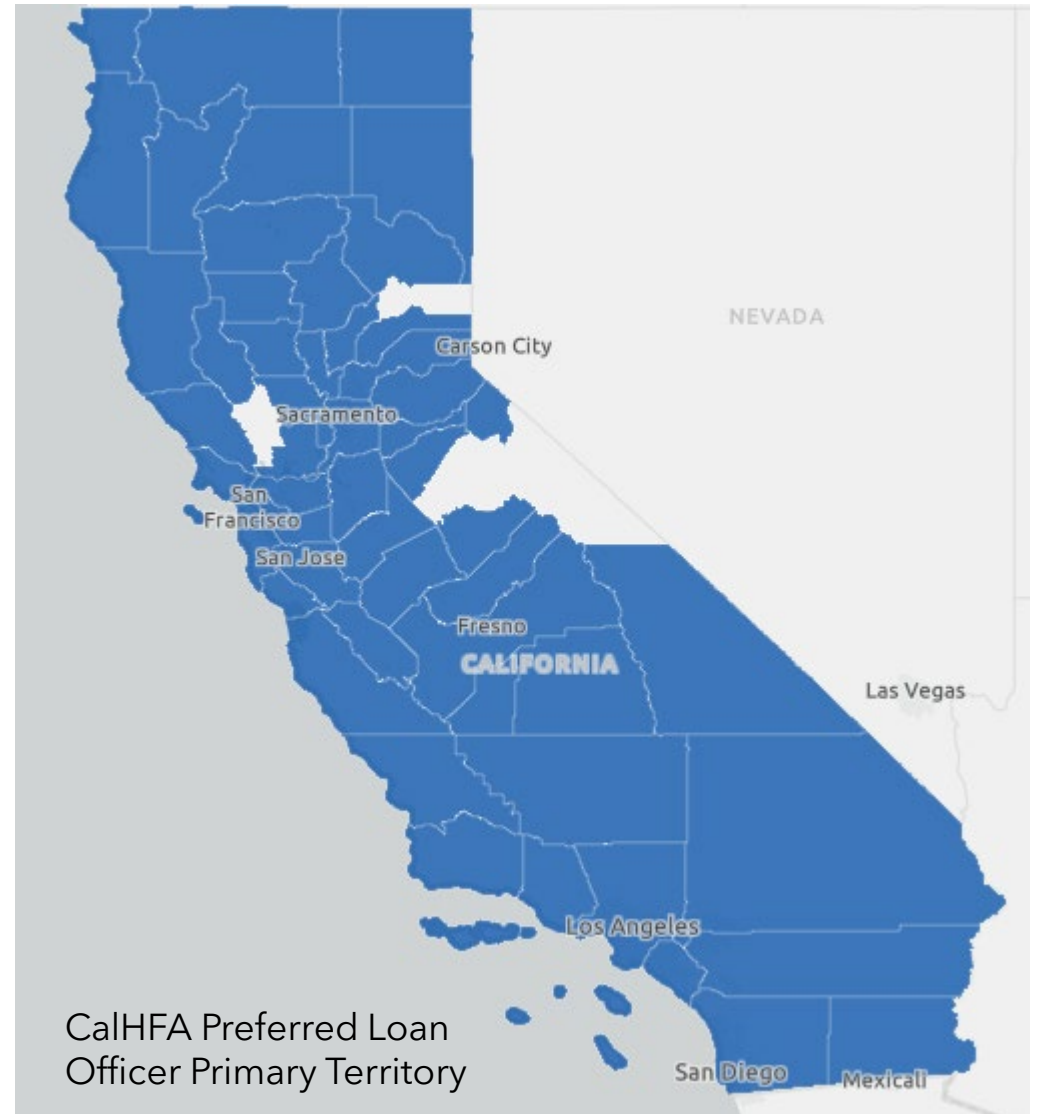 NEVADA
Carson City
Sacramento
San
Francisco
San Jose
Fresno
CALIFORNIA
Las Vegas
Los Angeles
CalHFA Preferred Loan
Officer Primary Territory
San Diego
Mexicali